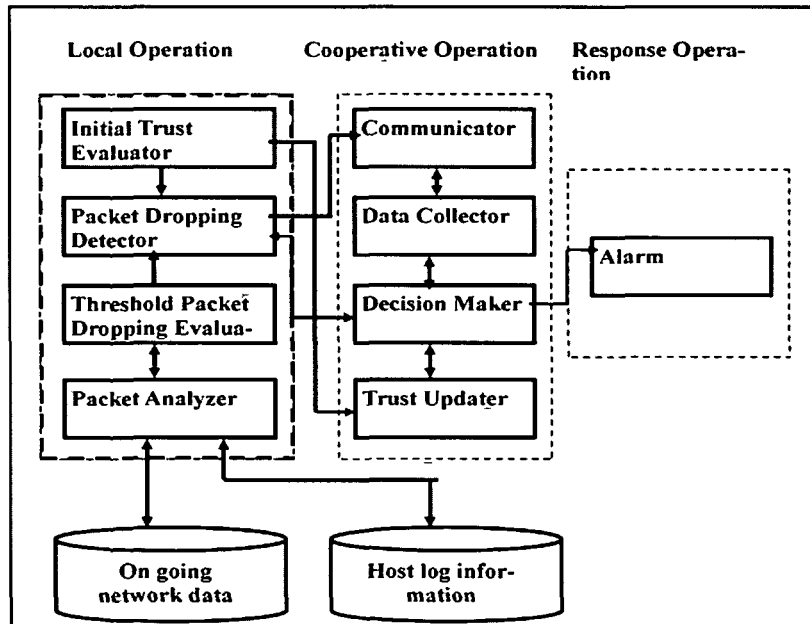 Local Operation
Cooperative Operation
Response Opera-
tion
Initial Trust
Evaluator
Packet Dropping
Detector
Threshold Packet
Dropping Evalua-
Packet Analyzer
Communicator
Data Collector
Decision Maker
Trust Updater
Alarm
On going
network data
Host log infor-
mation